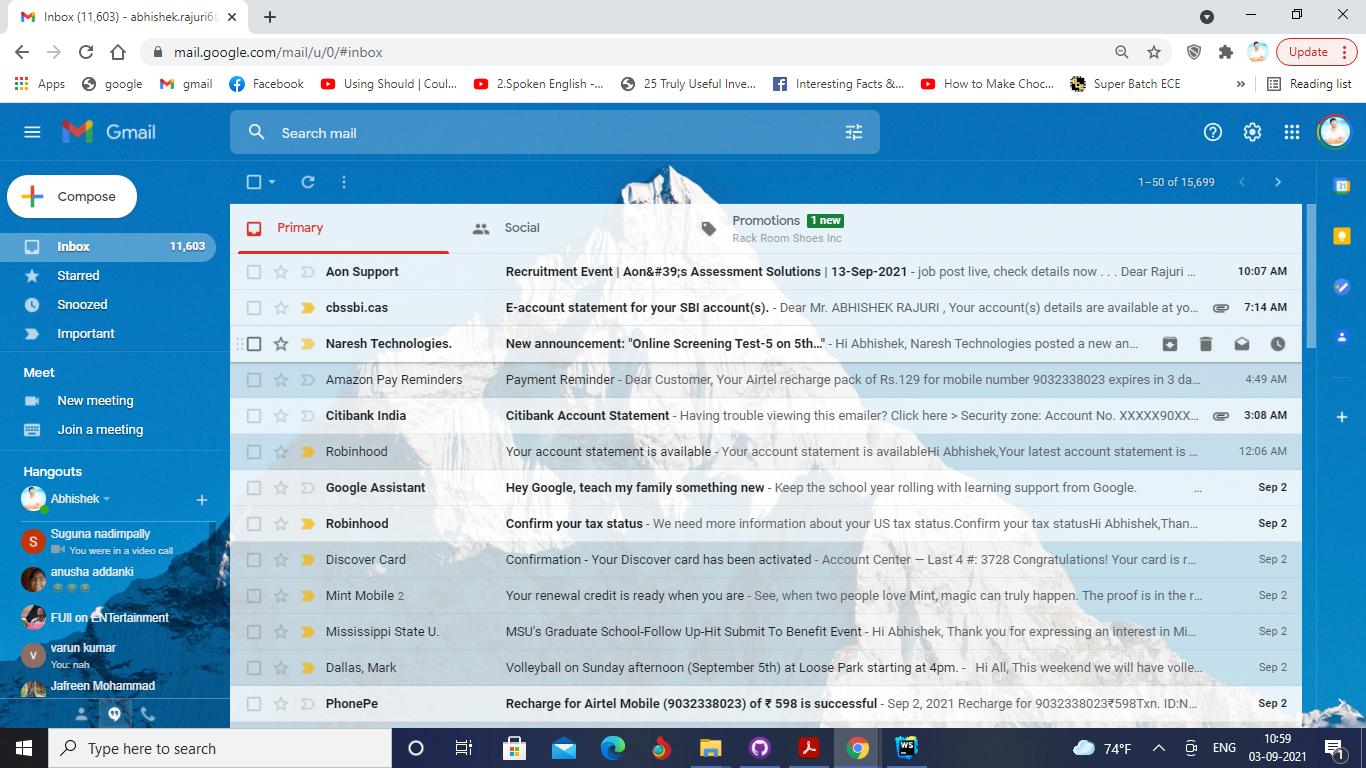 Inbox (11,603) - abhishek.rajuri6
mail.google.com/mail/u/0/#inbox
Update
Apps
google
gmail
Facebook
Using Should | Coul...
2.Spoken English -...
25 Truly Useful Inve...
Interesting Facts &...
How to Make Choc...
Super Batch ECE
»
Reading list
Gmail
Search mail
Compose
1–50 of 15,699
Inbox 11,603
Starred
Snoozed
Important
Meet
New meeting
Join a meeting
Hangouts
Abhishek
S Suguna nadimpally
You were in a video call
anusha addanki
FUll on ENTertainment
v varun kumar
You: nah
Jafreen Mohammad
Primary
Social
Promotions 1 new
Rack Room Shoes Inc
Aon Support Recruitment Event | Aon&#39;s Assessment Solutions | 13-Sep-2021 - job post live, check details now . . . Dear Rajuri ... 10:07 AM
cbssbi.cas E-account statement for your SBI account(s). - Dear Mr. ABHISHEK RAJURI , Your account(s) details are available at yo... 7:14 AM
Naresh Technologies. New announcement: "Online Screening Test-5 on 5th..." - Hi Abhishek, Naresh Technologies posted a new an...
Amazon Pay Reminders Payment Reminder - Dear Customer, Your Airtel recharge pack of Rs.129 for mobile number 9032338023 expires in 3 da... 4:49 AM
Citibank India Citibank Account Statement - Having trouble viewing this emailer? Click here > Security zone: Account No. XXXXX90XX... 3:08 AM
Robinhood Your account statement is available - Your account statement is availableHi Abhishek,Your latest account statement is ... 12:06 AM
Google Assistant Hey Google, teach my family something new - Keep the school year rolling with learning support from Google. ... Sep 2
Robinhood Confirm your tax status - We need more information about your US tax status.Confirm your tax statusHi Abhishek,Than... Sep 2
Discover Card Confirmation - Your Discover card has been activated - Account Center — Last 4 #: 3728 Congratulations! Your card is r... Sep 2
Mint Mobile 2 Your renewal credit is ready when you are - See, when two people love Mint, magic can truly happen. The proof is in the r... Sep 2
Mississippi State U. MSU's Graduate School-Follow Up-Hit Submit To Benefit Event - Hi Abhishek, Thank you for expressing an interest in Mi... Sep 2
Dallas, Mark Volleyball on Sunday afternoon (September 5th) at Loose Park starting at 4pm. - Hi All, This weekend we will have volle... Sep 2
PhonePe Recharge for Airtel Mobile (9032338023) of ₹ 598 is successful - Sep 2, 2021 Recharge for 9032338023₹598Txn. ID:N... Sep 2
31
Type here to search
WS
74°F
ENG
10:59
03-09-2021
1